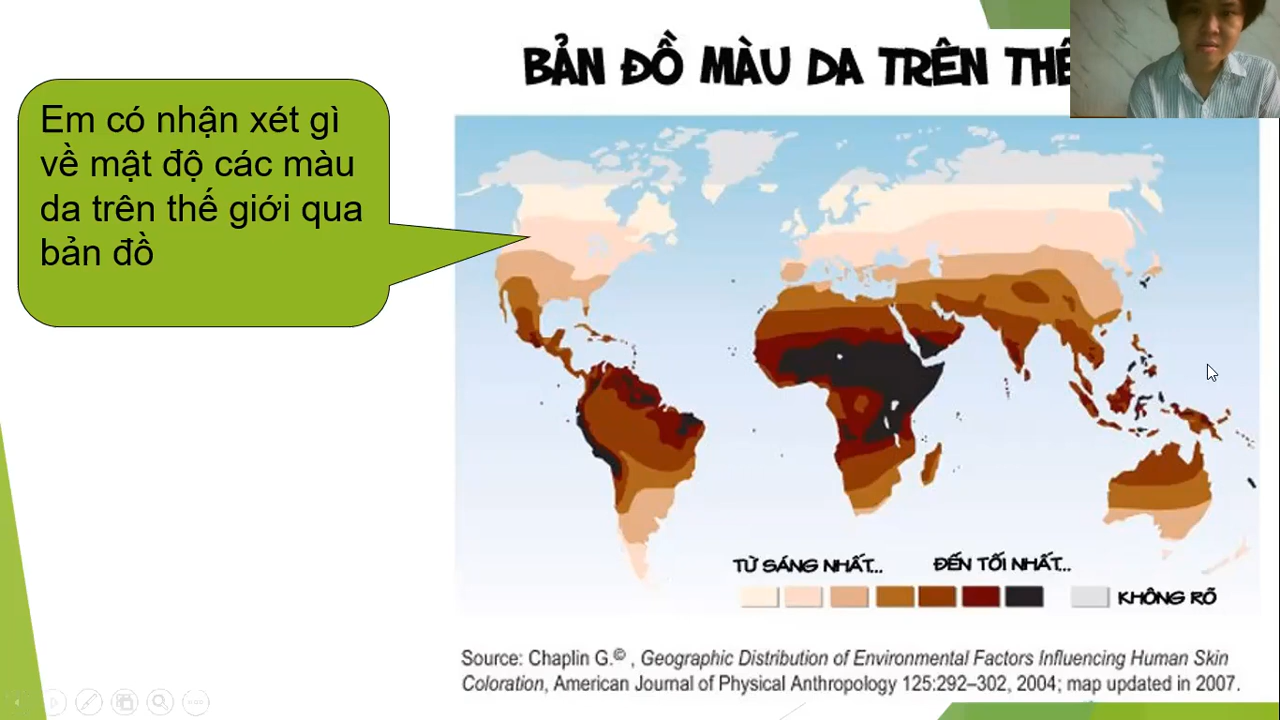 BẢN ĐỒ MÀU DA TRÊN THẾ
Em có nhận xét gì
về mật độ các màu
da trên thế giới qua
bản đồ
TỪ SÁNG NHẤT... ĐẾN TỐI NHẤT...
KHÔNG RÕ
Source: Chaplin G.© , Geographic Distribution of Environmental Factors Influencing Human Skin
Coloration, American Journal of Physical Anthropology 125:292–302, 2004; map updated in 2007.